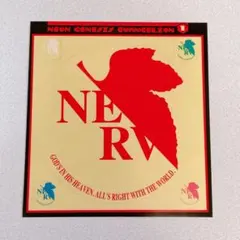 NEON GENESIS EVANGELION
NE
RV
GOD'S IN HIS HEAVEN. ALL'S RIGHT WITH THE WORLD.